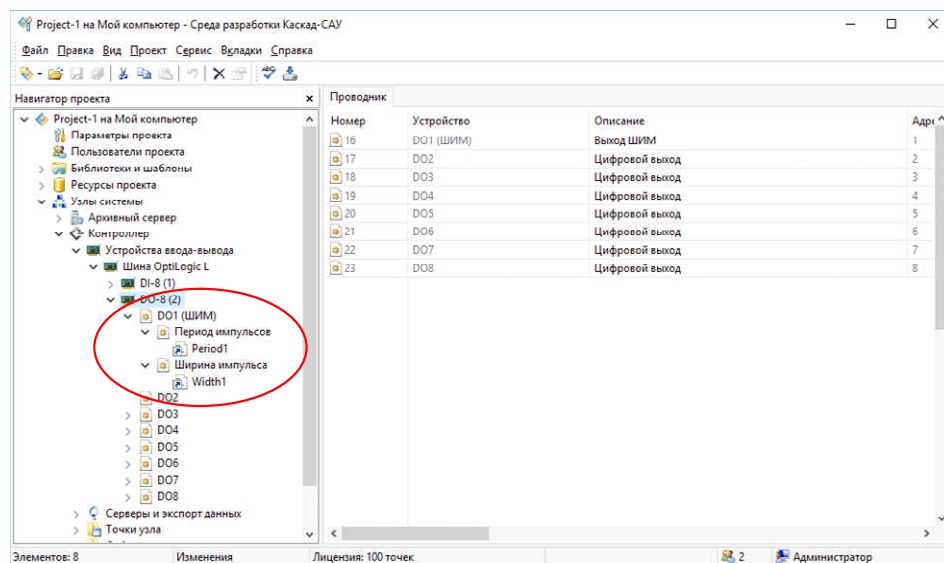 Project-1 на Мой компьютер - Среда разработки Каскад-САУ
Файл Правка Вид Проект Сервис Вкладки Справка
Навигатор проекта
Project-1 на Мой компьютер
Параметры проекта
Пользователи проекта
Библиотеки и шаблоны
Ресурсы проекта
Узлы системы
Архивный сервер
Контроллер
Устройства ввода-вывода
Шина OptiLogic L
DI-8 (1)
DO-8 (2)
DO1 (ШИМ)
Период импульсов
Period1
Ширина импульса
Width1
DO2
DO3
DO4
DO5
DO6
DO7
DO8
Серверы и экспорт данных
Точки узла
Проводник
Номер Устройство Описание Адре
16 DO1 (ШИМ) Выход ШИМ 1
17 DO2 Цифровой выход 2
18 DO3 Цифровой выход 3
19 DO4 Цифровой выход 4
20 DO5 Цифровой выход 5
21 DO6 Цифровой выход 6
22 DO7 Цифровой выход 7
23 DO8 Цифровой выход 8
Элементов: 8 Изменения Лицензия: 100 точек 2 Администратор